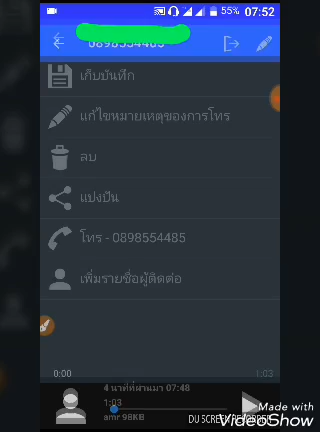 55% 07:52
เก็บบันทึก
แก้ไขหมายเหตุของการโทร
ลบ
แบ่งปัน
โทร - 0898554485
เพิ่มรายชื่อผู้ติดต่อ
0:00 1:03
4 นาทีที่ผ่านมา 07:48
1:03
amr 98KB
DU SCREEN RECORDER
Made with
VideoShow